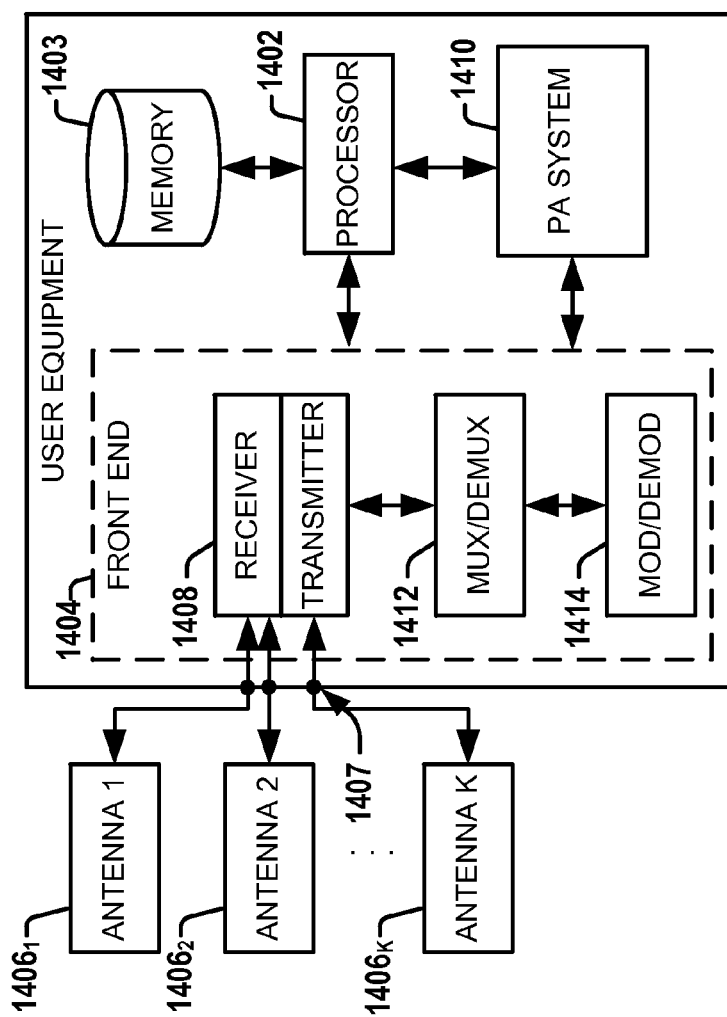 USER EQUIPMENT
1404
FRONT END
1403
MEMORY
1406₁
ANTENNA 1
1408
RECEIVER
TRANSMITTER
1402
PROCESSOR
1406₂
ANTENNA 2
1407
1412
MUX/DEMUX
1410
PA SYSTEM
. . .
1406K
ANTENNA K
1414
MOD/DEMOD